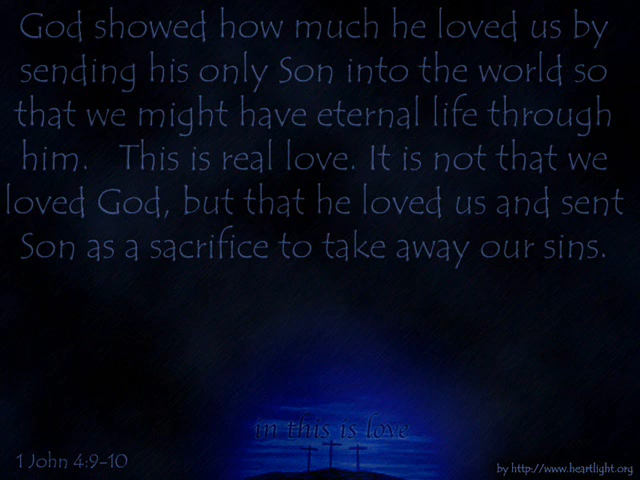 God showed how much he loved us by
sending his only Son into the world so
that we might have eternal life through
him. This is real love. It is not that we
loved God, but that he loved us and sent
Son as a sacrifice to take away our sins.
in this is love
1 John 4:9-10
by http://www.heartlight.org